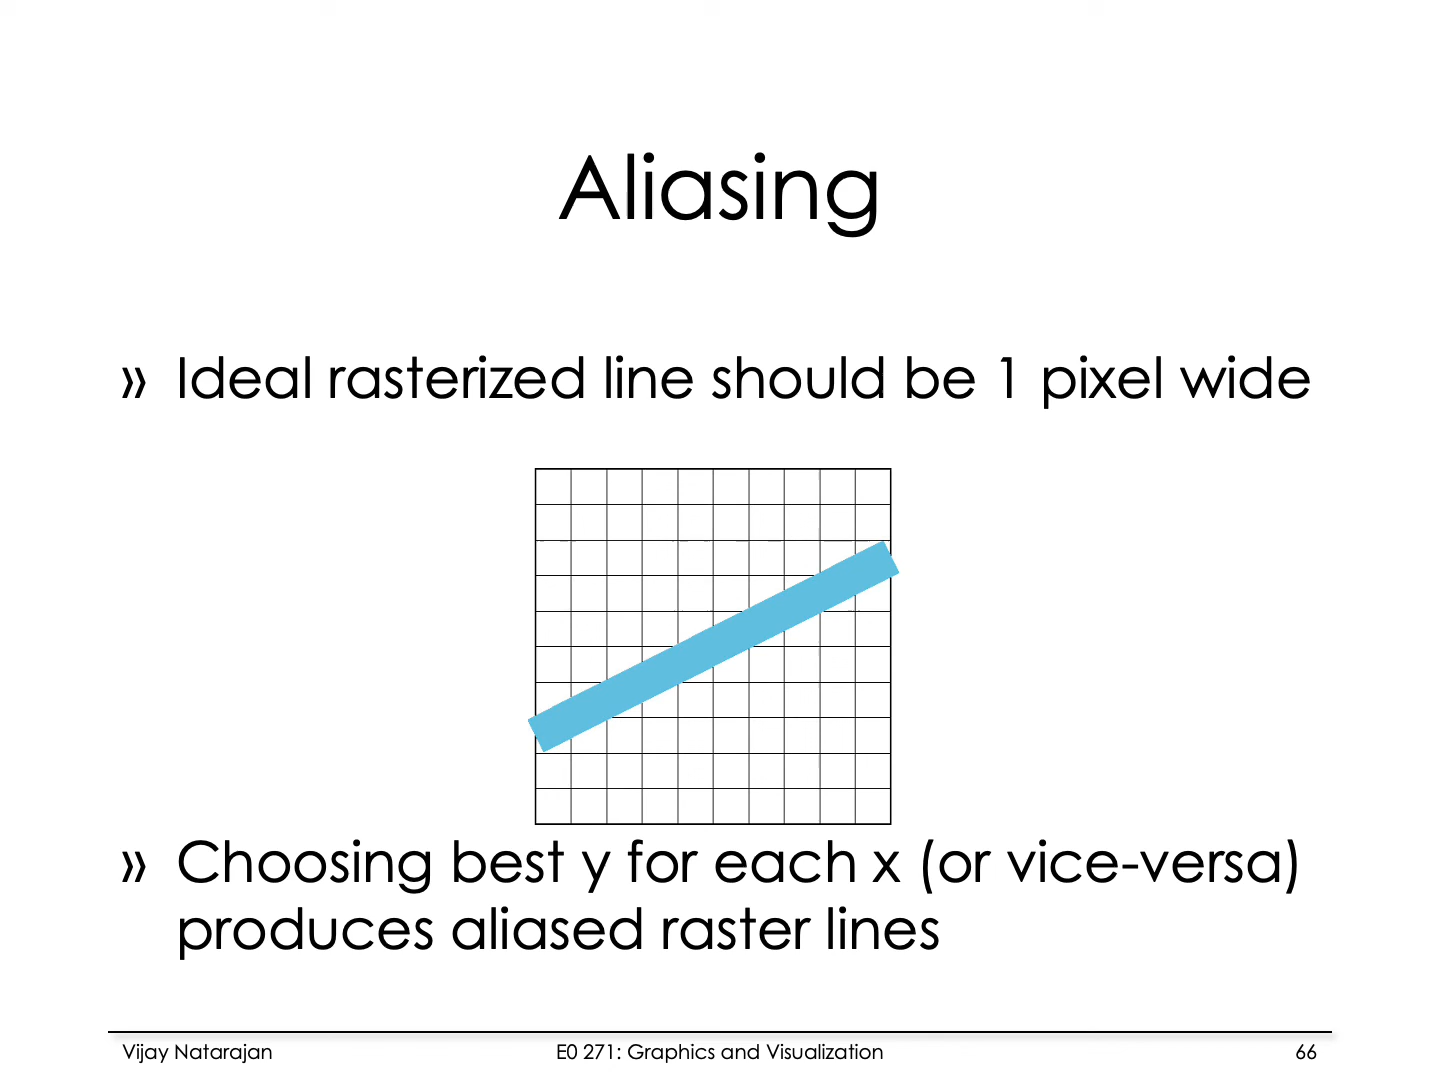 Aliasing
» Ideal rasterized line should be 1 pixel wide
» Choosing best y for each x (or vice-versa)
produces aliased raster lines
Vijay Natarajan
E0 271: Graphics and Visualization
66